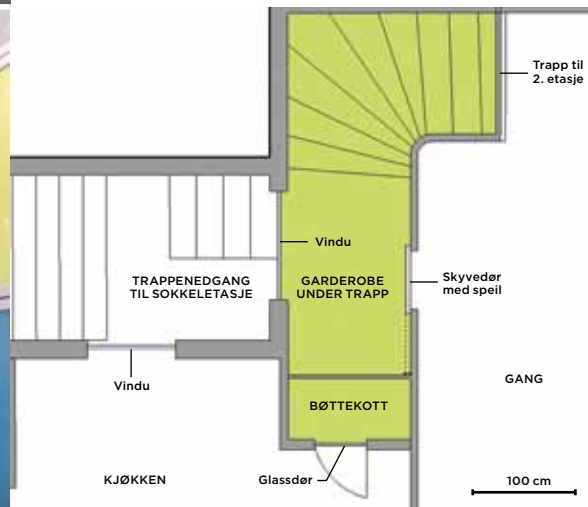 Trapp til
2. etasje
Vindu
TRAPPENEDGANG
TIL SOKKELETASJE
GARDEROBE
UNDER TRAPP
Skyvedør
med speil
Vindu
GANG
BØTTEKOTT
KJØKKEN
Glassdør
100 cm